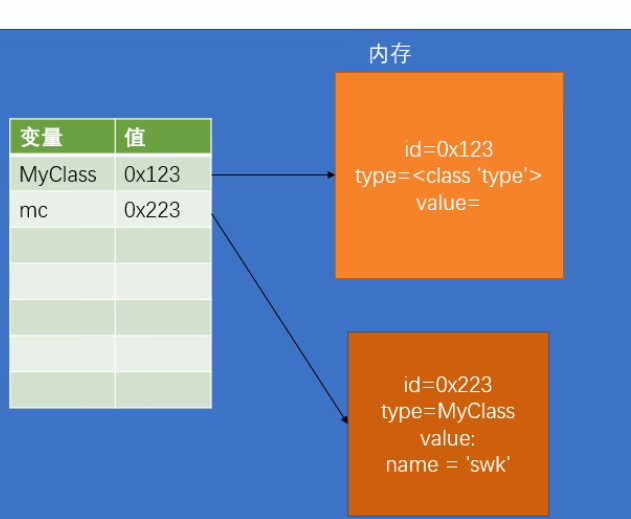 内存
变量 值
MyClass 0x123
mc 0x223
id=0x123
type=<class 'type'>
value=
id=0x223
type=MyClass
value:
name = 'swk'